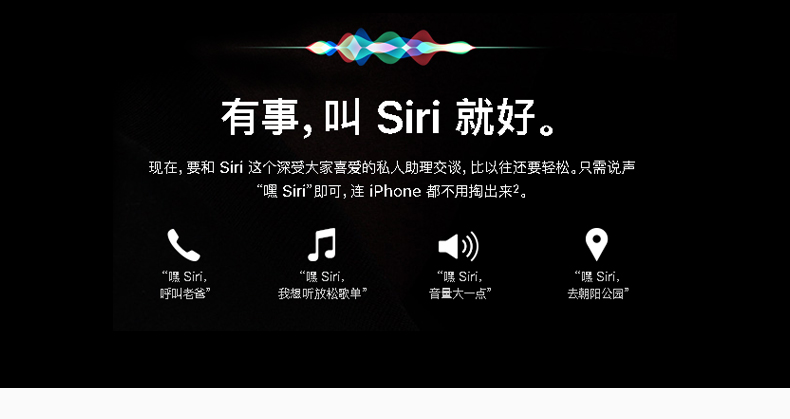 有事，叫 Siri 就好。
现在，要和 Siri 这个深受大家喜爱的私人助理交谈，比以往还要轻松。只需说声
“嘿 Siri”即可，连 iPhone 都不用掏出来²。
“嘿 Siri，
呼叫老爸”
“嘿 Siri，
我想听放松歌单”
“嘿 Siri，
音量大一点”
“嘿 Siri，
去朝阳公园”